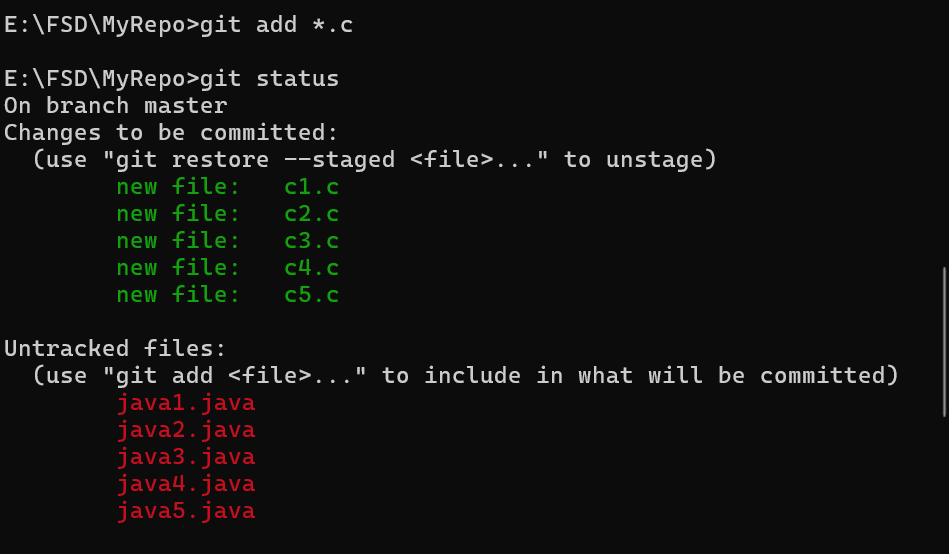 E:\FSD\MyRepo>git add *.c
E:\FSD\MyRepo>git status
On branch master
Changes to be committed:
  (use "git restore --staged <file>..." to unstage)
        new file:   c1.c
        new file:   c2.c
        new file:   c3.c
        new file:   c4.c
        new file:   c5.c
Untracked files:
  (use "git add <file>..." to include in what will be committed)
        java1.java
        java2.java
        java3.java
        java4.java
        java5.java